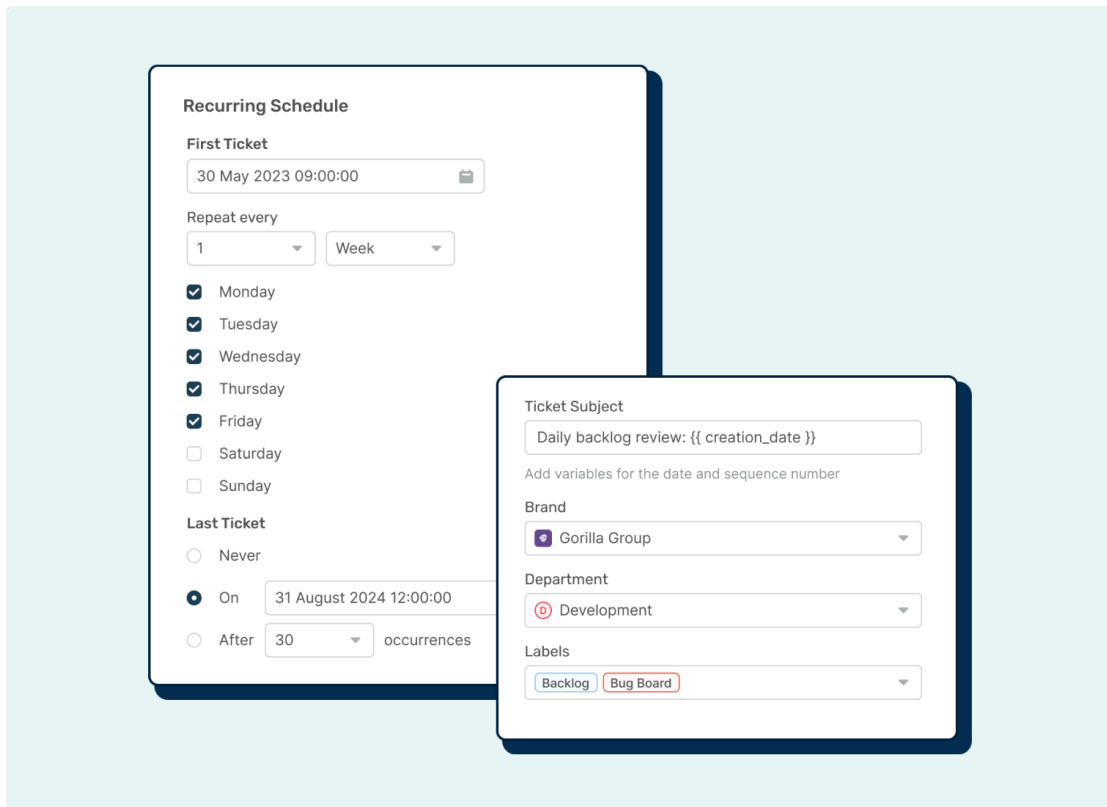 Recurring Schedule
First Ticket
30 May 2023 09:00:00
Repeat every
1 Week
Monday
Tuesday
Wednesday
Thursday
Friday
Saturday
Sunday
Last Ticket
Never
On 31 August 2024 12:00:00
After 30 occurrences
Ticket Subject
Daily backlog review: {{ creation_date }}
Add variables for the date and sequence number
Brand
Gorilla Group
Department
D Development
Labels
Backlog Bug Board